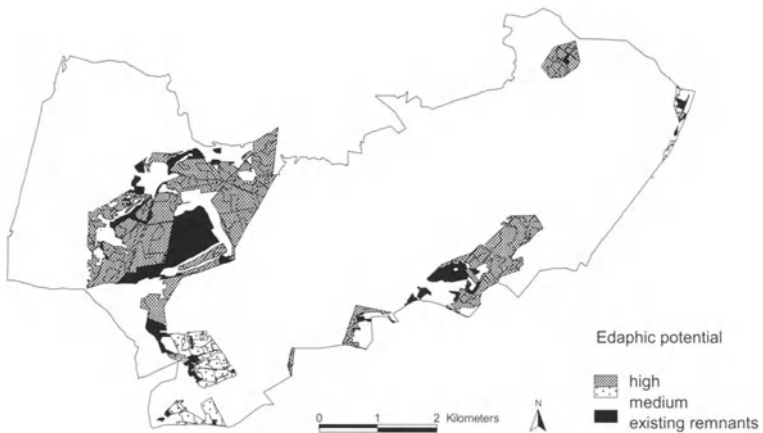 Edaphic potential
high
medium
existing remnants
0 1 2 Kilometers
N